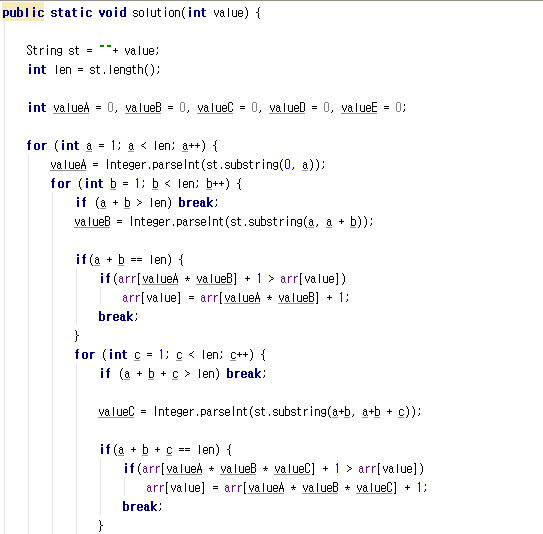 public static void solution(int value) {
String st = ""+ value;
int len = st.length();
int valueA = 0, valueB = 0, valueC = 0, valueD = 0, valueE = 0;
for (int a = 1; a < len; a++) {
valueA = Integer.parseInt(st.substring(0, a));
for (int b = 1; b < len; b++) {
if (a + b > len) break;
valueB = Integer.parseInt(st.substring(a, a + b));
if(a + b == len) {
if(arr[valueA * valueB] + 1 > arr[value])
arr[value] = arr[valueA * valueB] + 1;
break;
}
for (int c = 1; c < len; c++) {
if (a + b + c > len) break;
valueC = Integer.parseInt(st.substring(a+b, a+b + c));
if(a + b + c == len) {
if(arr[valueA * valueB * valueC] + 1 > arr[value])
arr[value] = arr[valueA * valueB * valueC] + 1;
break;
}